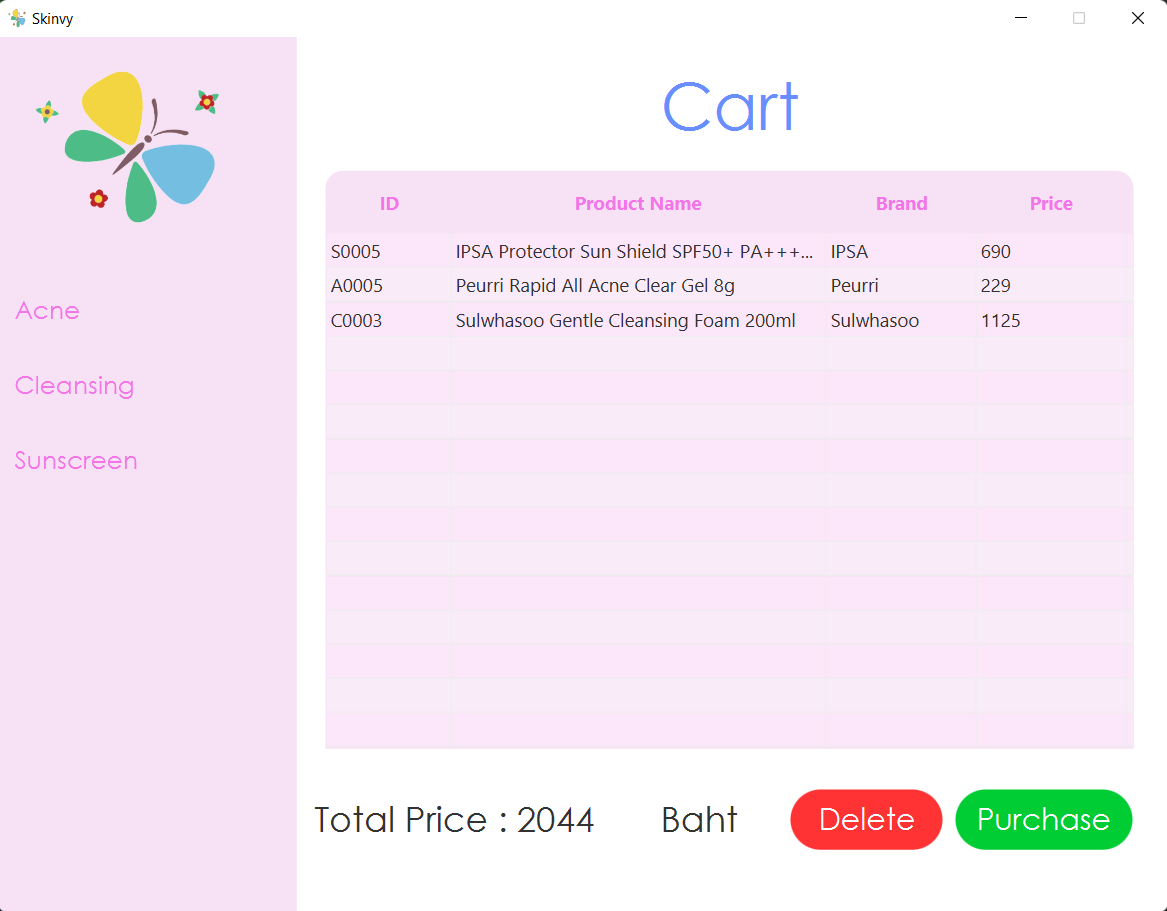 Skinvy
Cart
ID Product Name Brand Price
S0005 IPSA Protector Sun Shield SPF50+ PA+++... IPSA 690
A0005 Peurri Rapid All Acne Clear Gel 8g Peurri 229
C0003 Sulwhasoo Gentle Cleansing Foam 200ml Sulwhasoo 1125
Acne
Cleansing
Sunscreen
Total Price : 2044 Baht Delete Purchase